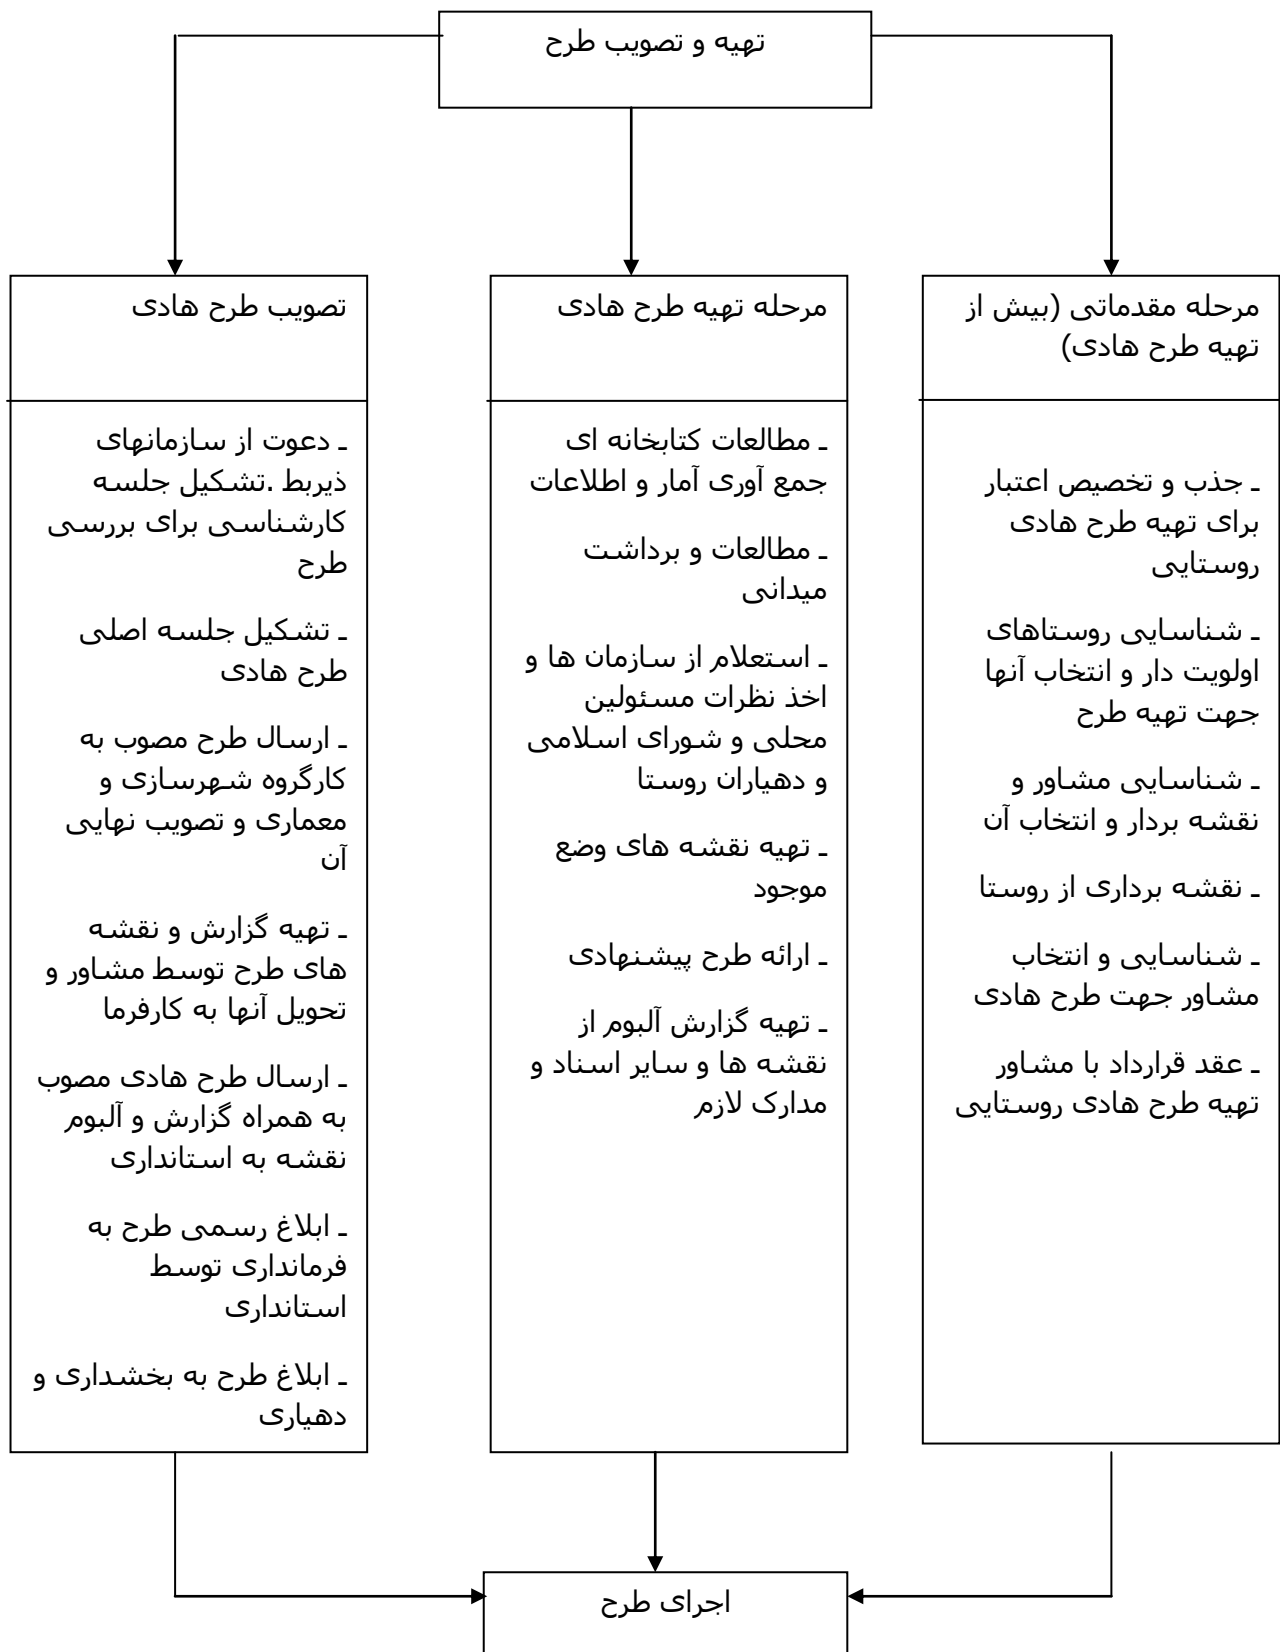 تهیه و تصویب طرح
مرحله مقدماتی (بیش از
تهیه طرح هادی)
ـ جذب و تخصیص اعتبار
برای تهیه طرح هادی
روستایی
ـ شناسایی روستاهای
اولویت دار و انتخاب آنها
جهت تهیه طرح
ـ شناسایی مشاور و
نقشه بردار و انتخاب آن
ـ نقشه برداری از روستا
ـ شناسایی و انتخاب
مشاور جهت طرح هادی
ـ عقد قرارداد با مشاور
تهیه طرح هادی روستایی
مرحله تهیه طرح هادی
ـ مطالعات کتابخانه ای
جمع آوری آمار و اطلاعات
ـ مطالعات و برداشت
میدانی
ـ استعلام از سازمان ها و
اخذ نظرات مسئولین
محلی و شورای اسلامی
و دهیاران روستا
ـ تهیه نقشه های وضع
موجود
ـ ارائه طرح پیشنهادی
ـ تهیه گزارش آلبوم از
نقشه ها و سایر اسناد و
مدارک لازم
تصویب طرح هادی
ـ دعوت از سازمانهای
ذیربط .تشکیل جلسه
کارشناسی برای بررسی
طرح
ـ تشکیل جلسه اصلی
طرح هادی
ـ ارسال طرح مصوب به
کارگروه شهرسازی و
معماری و تصویب نهایی
آن
ـ تهیه گزارش و نقشه
های طرح توسط مشاور و
تحویل آنها به کارفرما
ـ ارسال طرح هادی مصوب
به همراه گزارش و آلبوم
نقشه به استانداری
ـ ابلاغ رسمی طرح به
فرمانداری توسط
استانداری
ـ ابلاغ طرح به بخشداری و
دهیاری
اجرای طرح